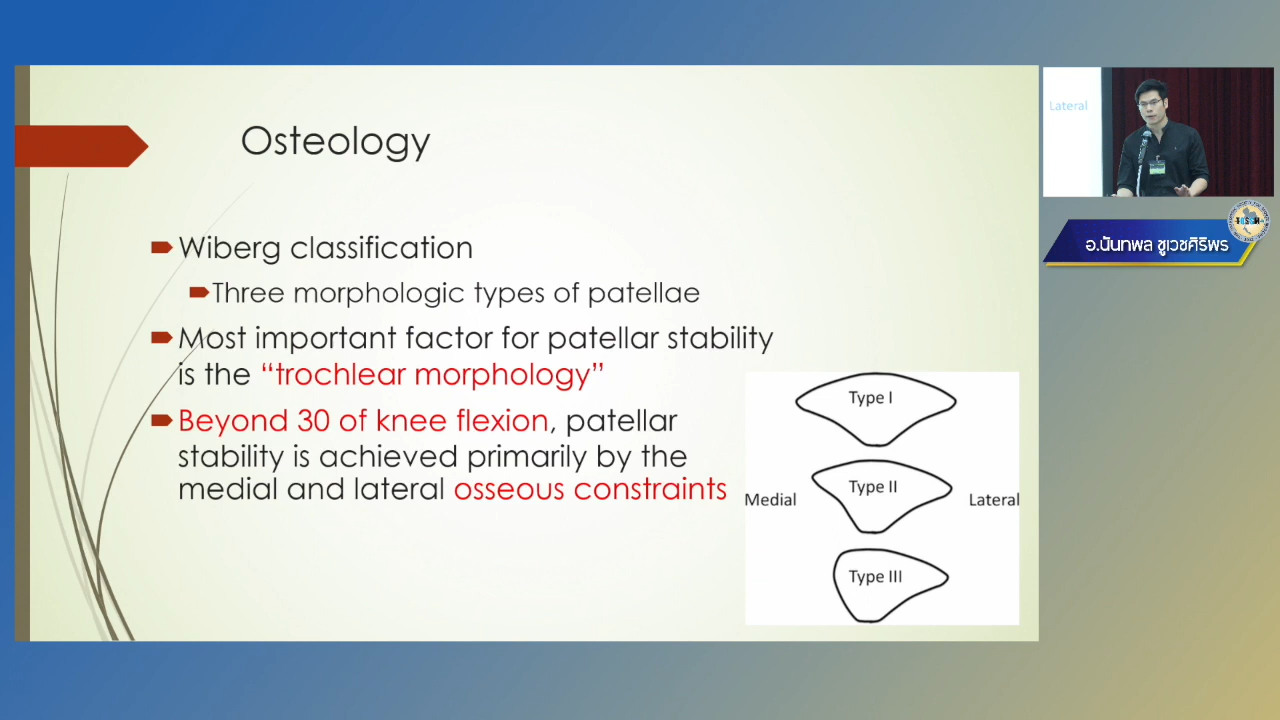 Osteology
Wiberg classification
Three morphologic types of patellae
Most important factor for patellar stability
is the “trochlear morphology”
Beyond 30 of knee flexion, patellar
stability is achieved primarily by the
medial and lateral osseous constraints
Type I
Type II
Medial
Lateral
Type III
Lateral
อ.นันทพล ชูเวชศิริพร